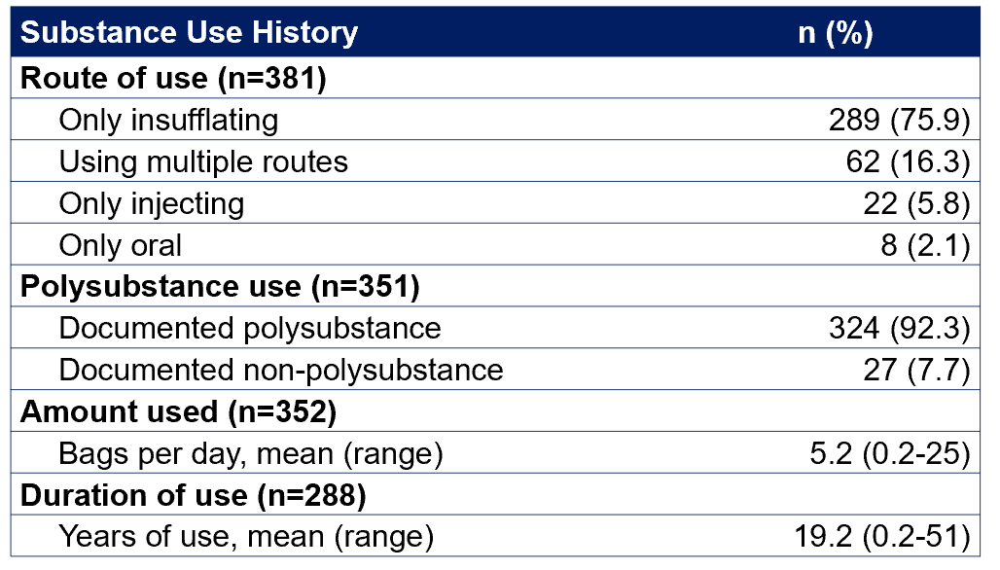 Substance Use History n (%)
Route of use (n=381)
Only insufflating 289 (75.9)
Using multiple routes 62 (16.3)
Only injecting 22 (5.8)
Only oral 8 (2.1)
Polysubstance use (n=351)
Documented polysubstance 324 (92.3)
Documented non-polysubstance 27 (7.7)
Amount used (n=352)
Bags per day, mean (range) 5.2 (0.2-25)
Duration of use (n=288)
Years of use, mean (range) 19.2 (0.2-51)